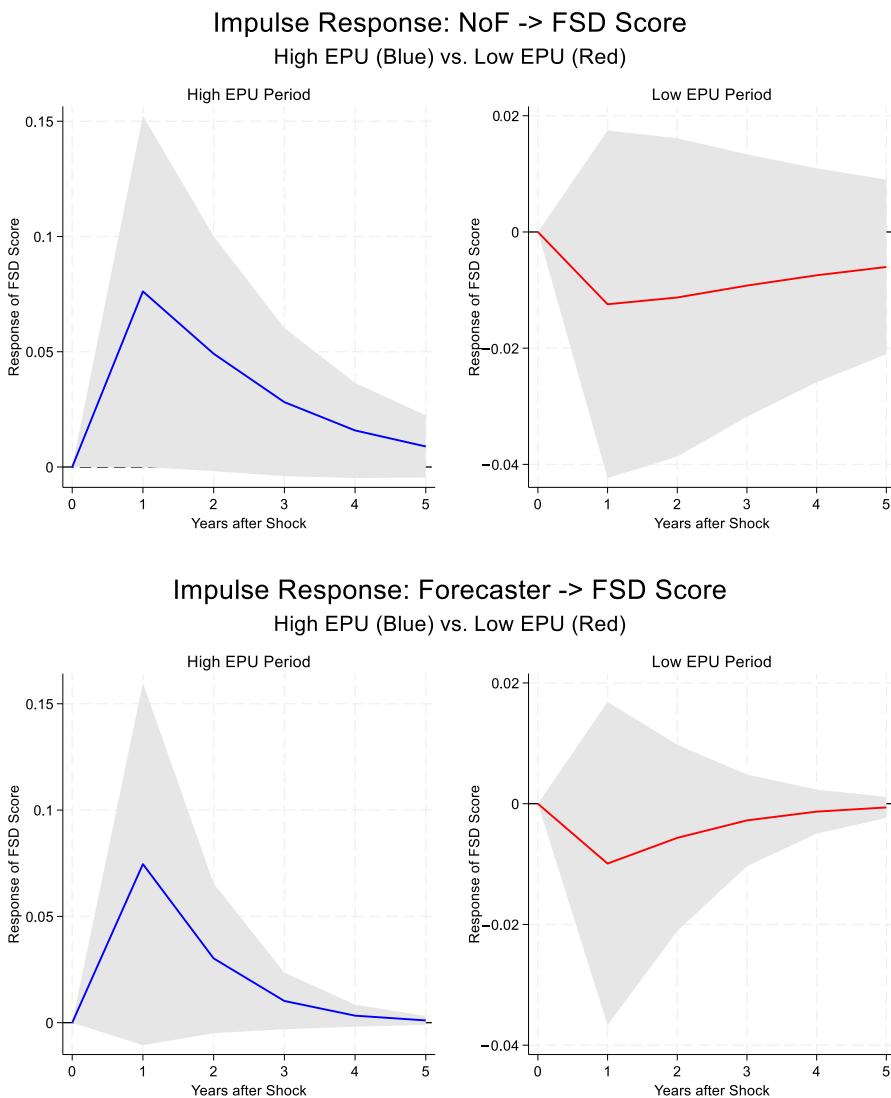 Impulse Response: NoF -> FSD Score
High EPU (Blue) vs. Low EPU (Red)
High EPU Period
Response of FSD Score
0.15
0.1
0.05
0
0 1 2 3 4 5
Years after Shock
Low EPU Period
Response of FSD Score
0.02
0
−0.02
−0.04
0 1 2 3 4 5
Years after Shock
Impulse Response: Forecaster -> FSD Score
High EPU (Blue) vs. Low EPU (Red)
High EPU Period
Response of FSD Score
0.15
0.1
0.05
0
0 1 2 3 4 5
Years after Shock
Low EPU Period
Response of FSD Score
0.02
0
−0.02
−0.04
0 1 2 3 4 5
Years after Shock